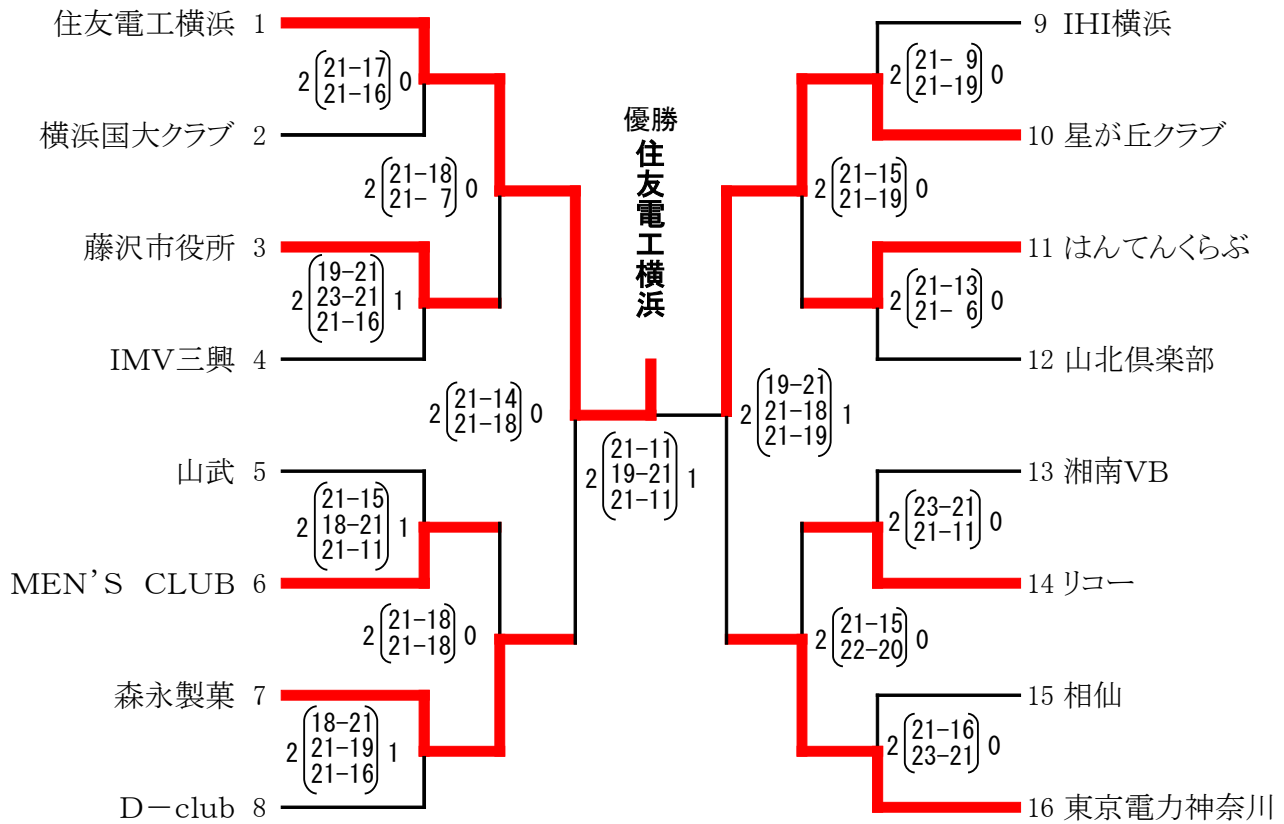 住友電工横浜 1
2 21-17 0
21-16
横浜国大クラブ 2
2 21-18 0
21- 7
藤沢市役所 3
19-21
2 23-21 1
21-16
IMV三興 4
2 21-14 0
21-18
山武 5
21-15
2 18-21 1
21-11
MEN'S CLUB 6
2 21-18 0
21-18
森永製菓 7
18-21
2 21-19 1
21-16
D－club 8
優勝
住友電工横浜
21-11
2 19-21 1
21-11
9 IHI横浜
2 21- 9 0
21-19
10 星が丘クラブ
2 21-15 0
21-19
11 はんてんくらぶ
2 21-13 0
21- 6
12 山北倶楽部
19-21
2 21-18 1
21-19
13 湘南VB
2 23-21 0
21-11
14 リコー
2 21-15 0
22-20
15 相仙
2 21-16 0
23-21
16 東京電力神奈川